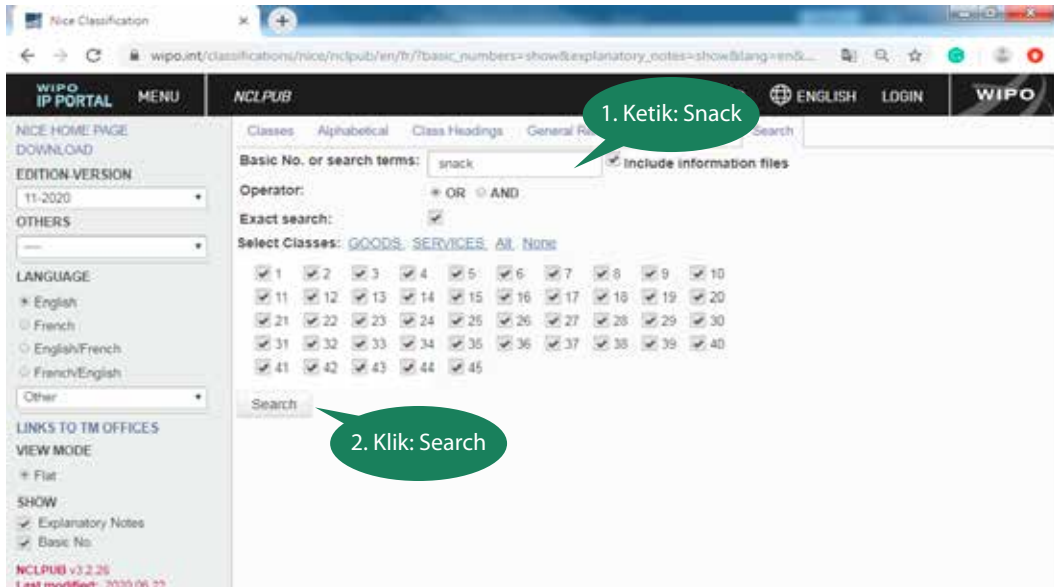 Nice Classification
wipo.int/classifications/nice/nclpub/en/fr/?basic_numbers=show&explanatory_notes=show&lang=en&...
WIPO IP PORTAL MENU NCLPUB ENGLISH LOGIN WIPO
1. Ketik: Snack
NICE HOME PAGE
DOWNLOAD
EDITION-VERSION
11-2020
OTHERS
----
LANGUAGE
English
French
English/French
French/English
Other
LINKS TO TM OFFICES
VIEW MODE
Flat
SHOW
Explanatory Notes
Basic No.
NCLPUB v3.2.26
Last modified: 2020.06.22
Classes Alphabetical Class Headings General Search
Basic No. or search terms: snack Include information files
Operator: OR AND
Exact search:
Select Classes: GOODS SERVICES All None
1 2 3 4 5 6 7 8 9 10
11 12 13 14 15 16 17 18 19 20
21 22 23 24 25 26 27 28 29 30
31 32 33 34 35 36 37 38 39 40
41 42 43 44 45
Search
2. Klik: Search